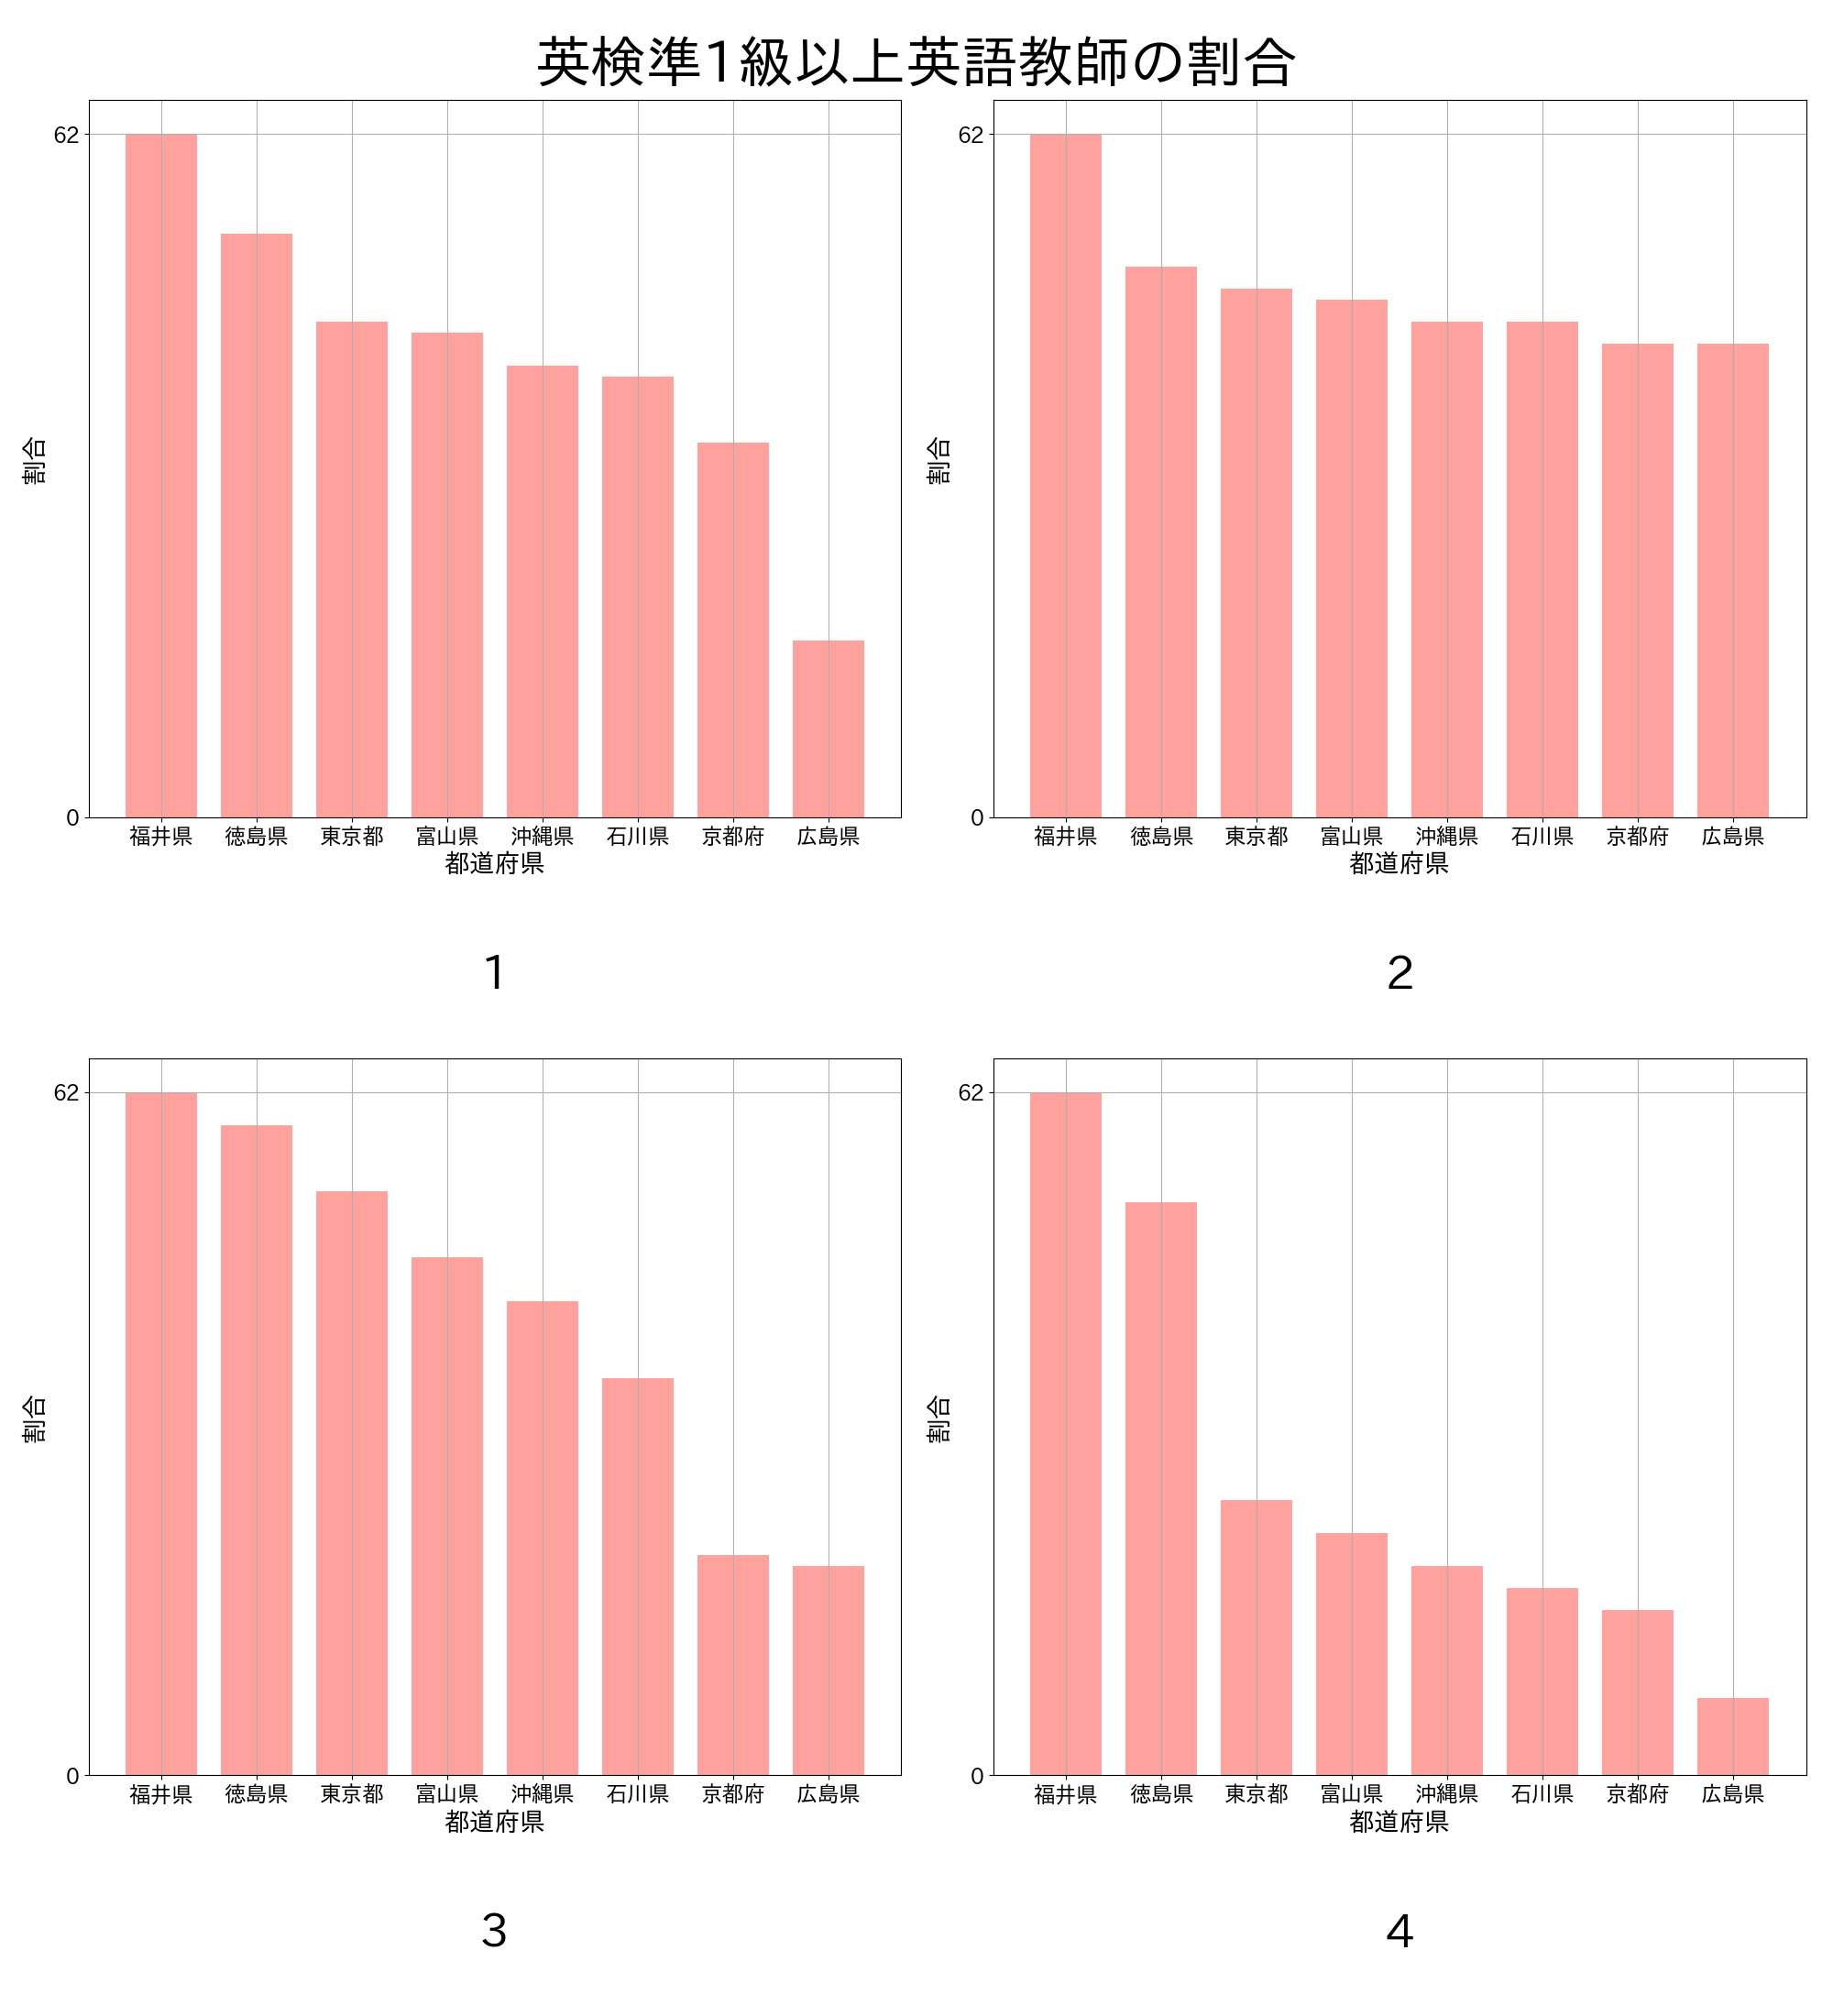 英検準1級以上英語教師の割合
62
0
割合
福井県 徳島県 東京都 富山県 沖縄県 石川県 京都府 広島県
都道府県
1
62
0
割合
福井県 徳島県 東京都 富山県 沖縄県 石川県 京都府 広島県
都道府県
2
62
0
割合
福井県 徳島県 東京都 富山県 沖縄県 石川県 京都府 広島県
都道府県
3
62
0
割合
福井県 徳島県 東京都 富山県 沖縄県 石川県 京都府 広島県
都道府県
4